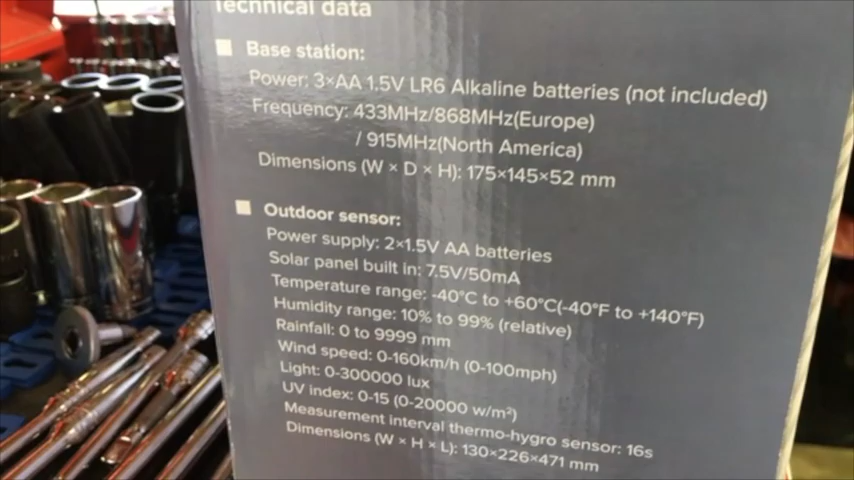 Technical data
Base station:
Power: 3×AA 1.5V LR6 Alkaline batteries (not included)
Frequency: 433MHz/868MHz(Europe)
/ 915MHz(North America)
Dimensions (W × D × H): 175×145×52 mm
Outdoor sensor:
Power supply: 2×1.5V AA batteries
Solar panel built in: 7.5V/50mA
Temperature range: -40°C to +60°C(-40°F to +140°F)
Humidity range: 10% to 99% (relative)
Rainfall: 0 to 9999 mm
Wind speed: 0-160km/h (0-100mph)
Light: 0-300000 lux
UV index: 0-15 (0-20000 w/m²)
Measurement interval thermo-hygro sensor: 16s
Dimensions (W × H × L): 130×226×471 mm